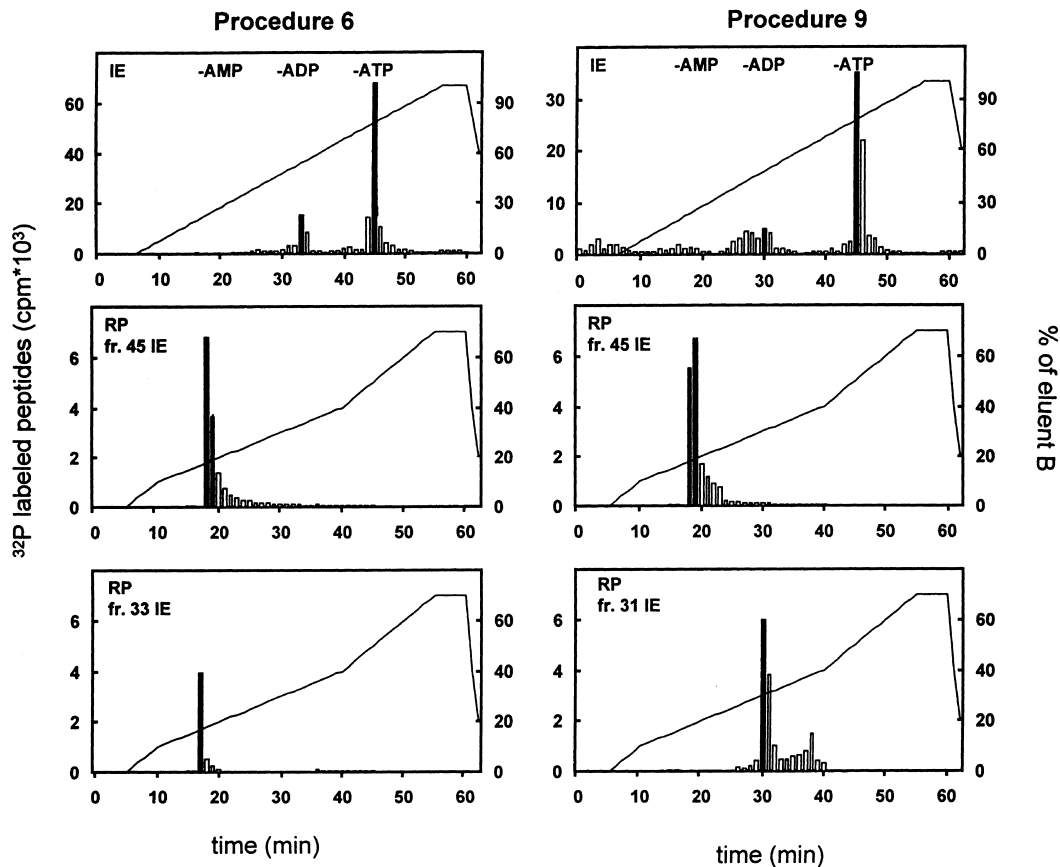 Procedure 6
Procedure 9
IE -AMP -ADP -ATP
60
40
20
0
90
60
30
0
0 10 20 30 40 50 60
IE -AMP -ADP -ATP
30
20
10
0
90
60
30
0
0 10 20 30 40 50 60
RP
fr. 45 IE
6
4
2
0
60
40
20
0
0 10 20 30 40 50 60
RP
fr. 45 IE
6
4
2
0
60
40
20
0
0 10 20 30 40 50 60
RP
fr. 33 IE
6
4
2
0
60
40
20
0
0 10 20 30 40 50 60
RP
fr. 31 IE
6
4
2
0
60
40
20
0
0 10 20 30 40 50 60
³²P labeled peptides (cpm*10³)
% of eluent B
time (min)
time (min)